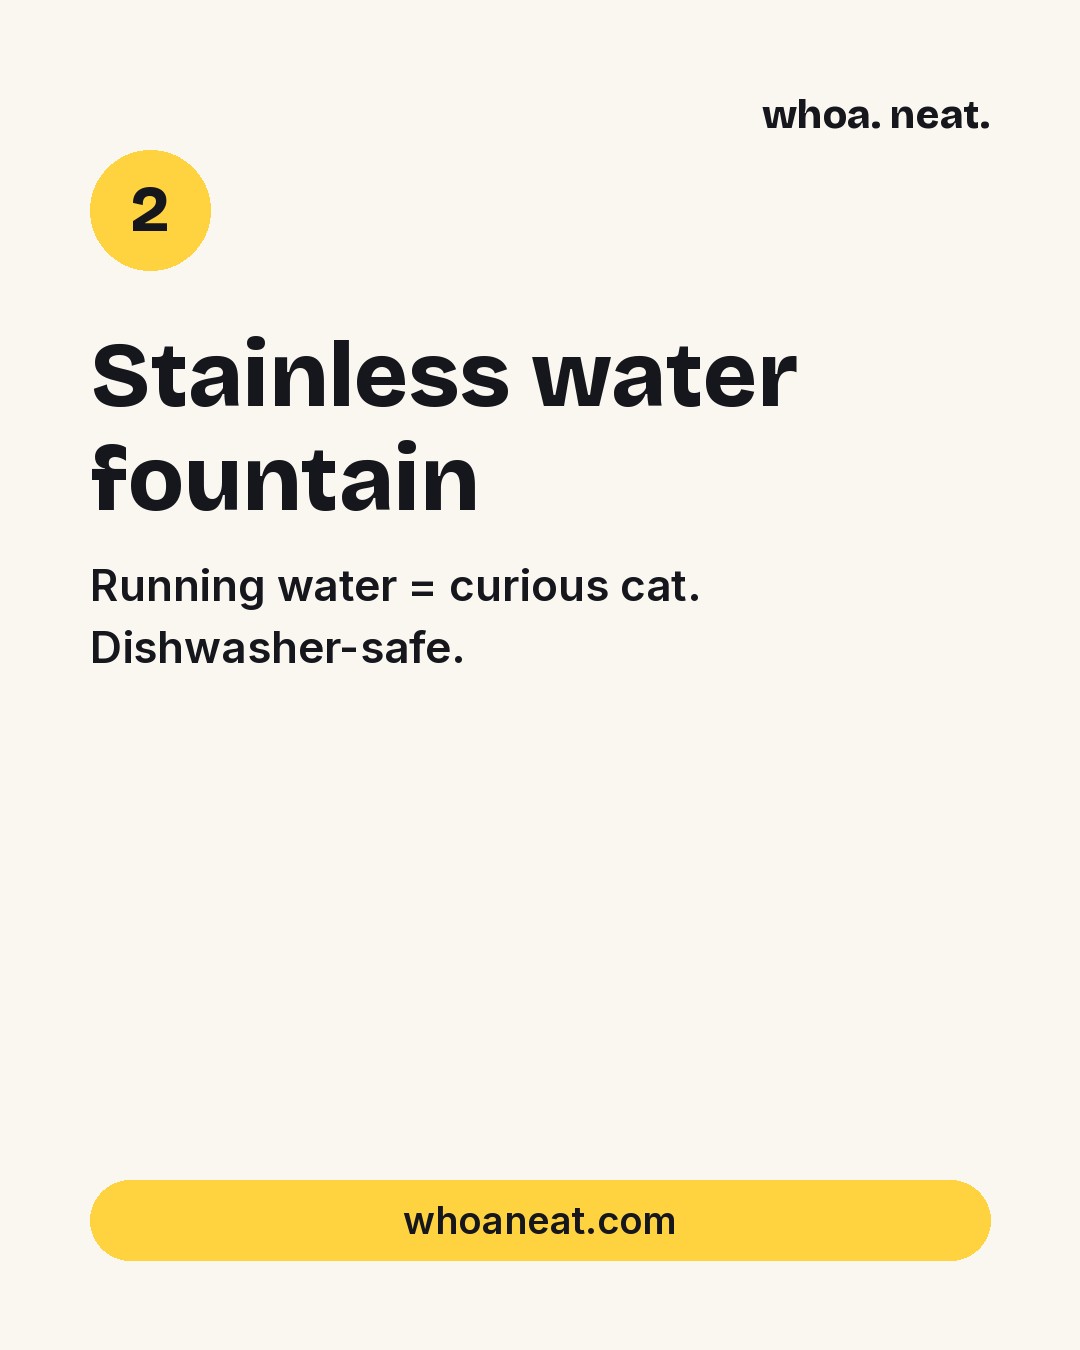 whoa. neat.
2
Stainless water
fountain
Running water = curious cat.
Dishwasher-safe.
whoaneat.com